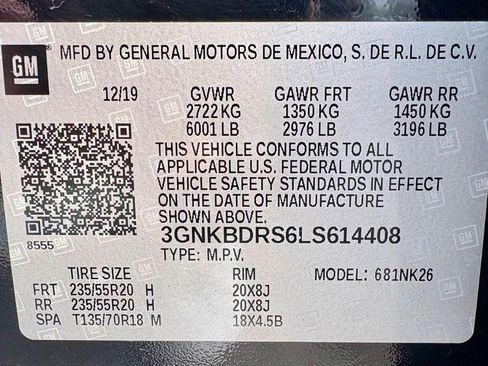 GM MFD BY GENERAL MOTORS DE MEXICO, S. DE R.L. DE C.V.
12/19 GVWR GAWR FRT GAWR RR
2722 KG 1350 KG 1450 KG
6001 LB 2976 LB 3196 LB
THIS VEHICLE CONFORMS TO ALL
APPLICABLE U.S. FEDERAL MOTOR
VEHICLE SAFETY STANDARDS IN EFFECT
ON THE DATE OF MANUFACTURE
SHOWN ABOVE.
8555 3GNKBDRS6LS614408
TYPE: M.P.V.
TIRE SIZE RIM MODEL: 681NK26
FRT 235/55R20 H 20X8J
RR 235/55R20 H 20X8J
SPA T135/70R18 M 18X4.5B